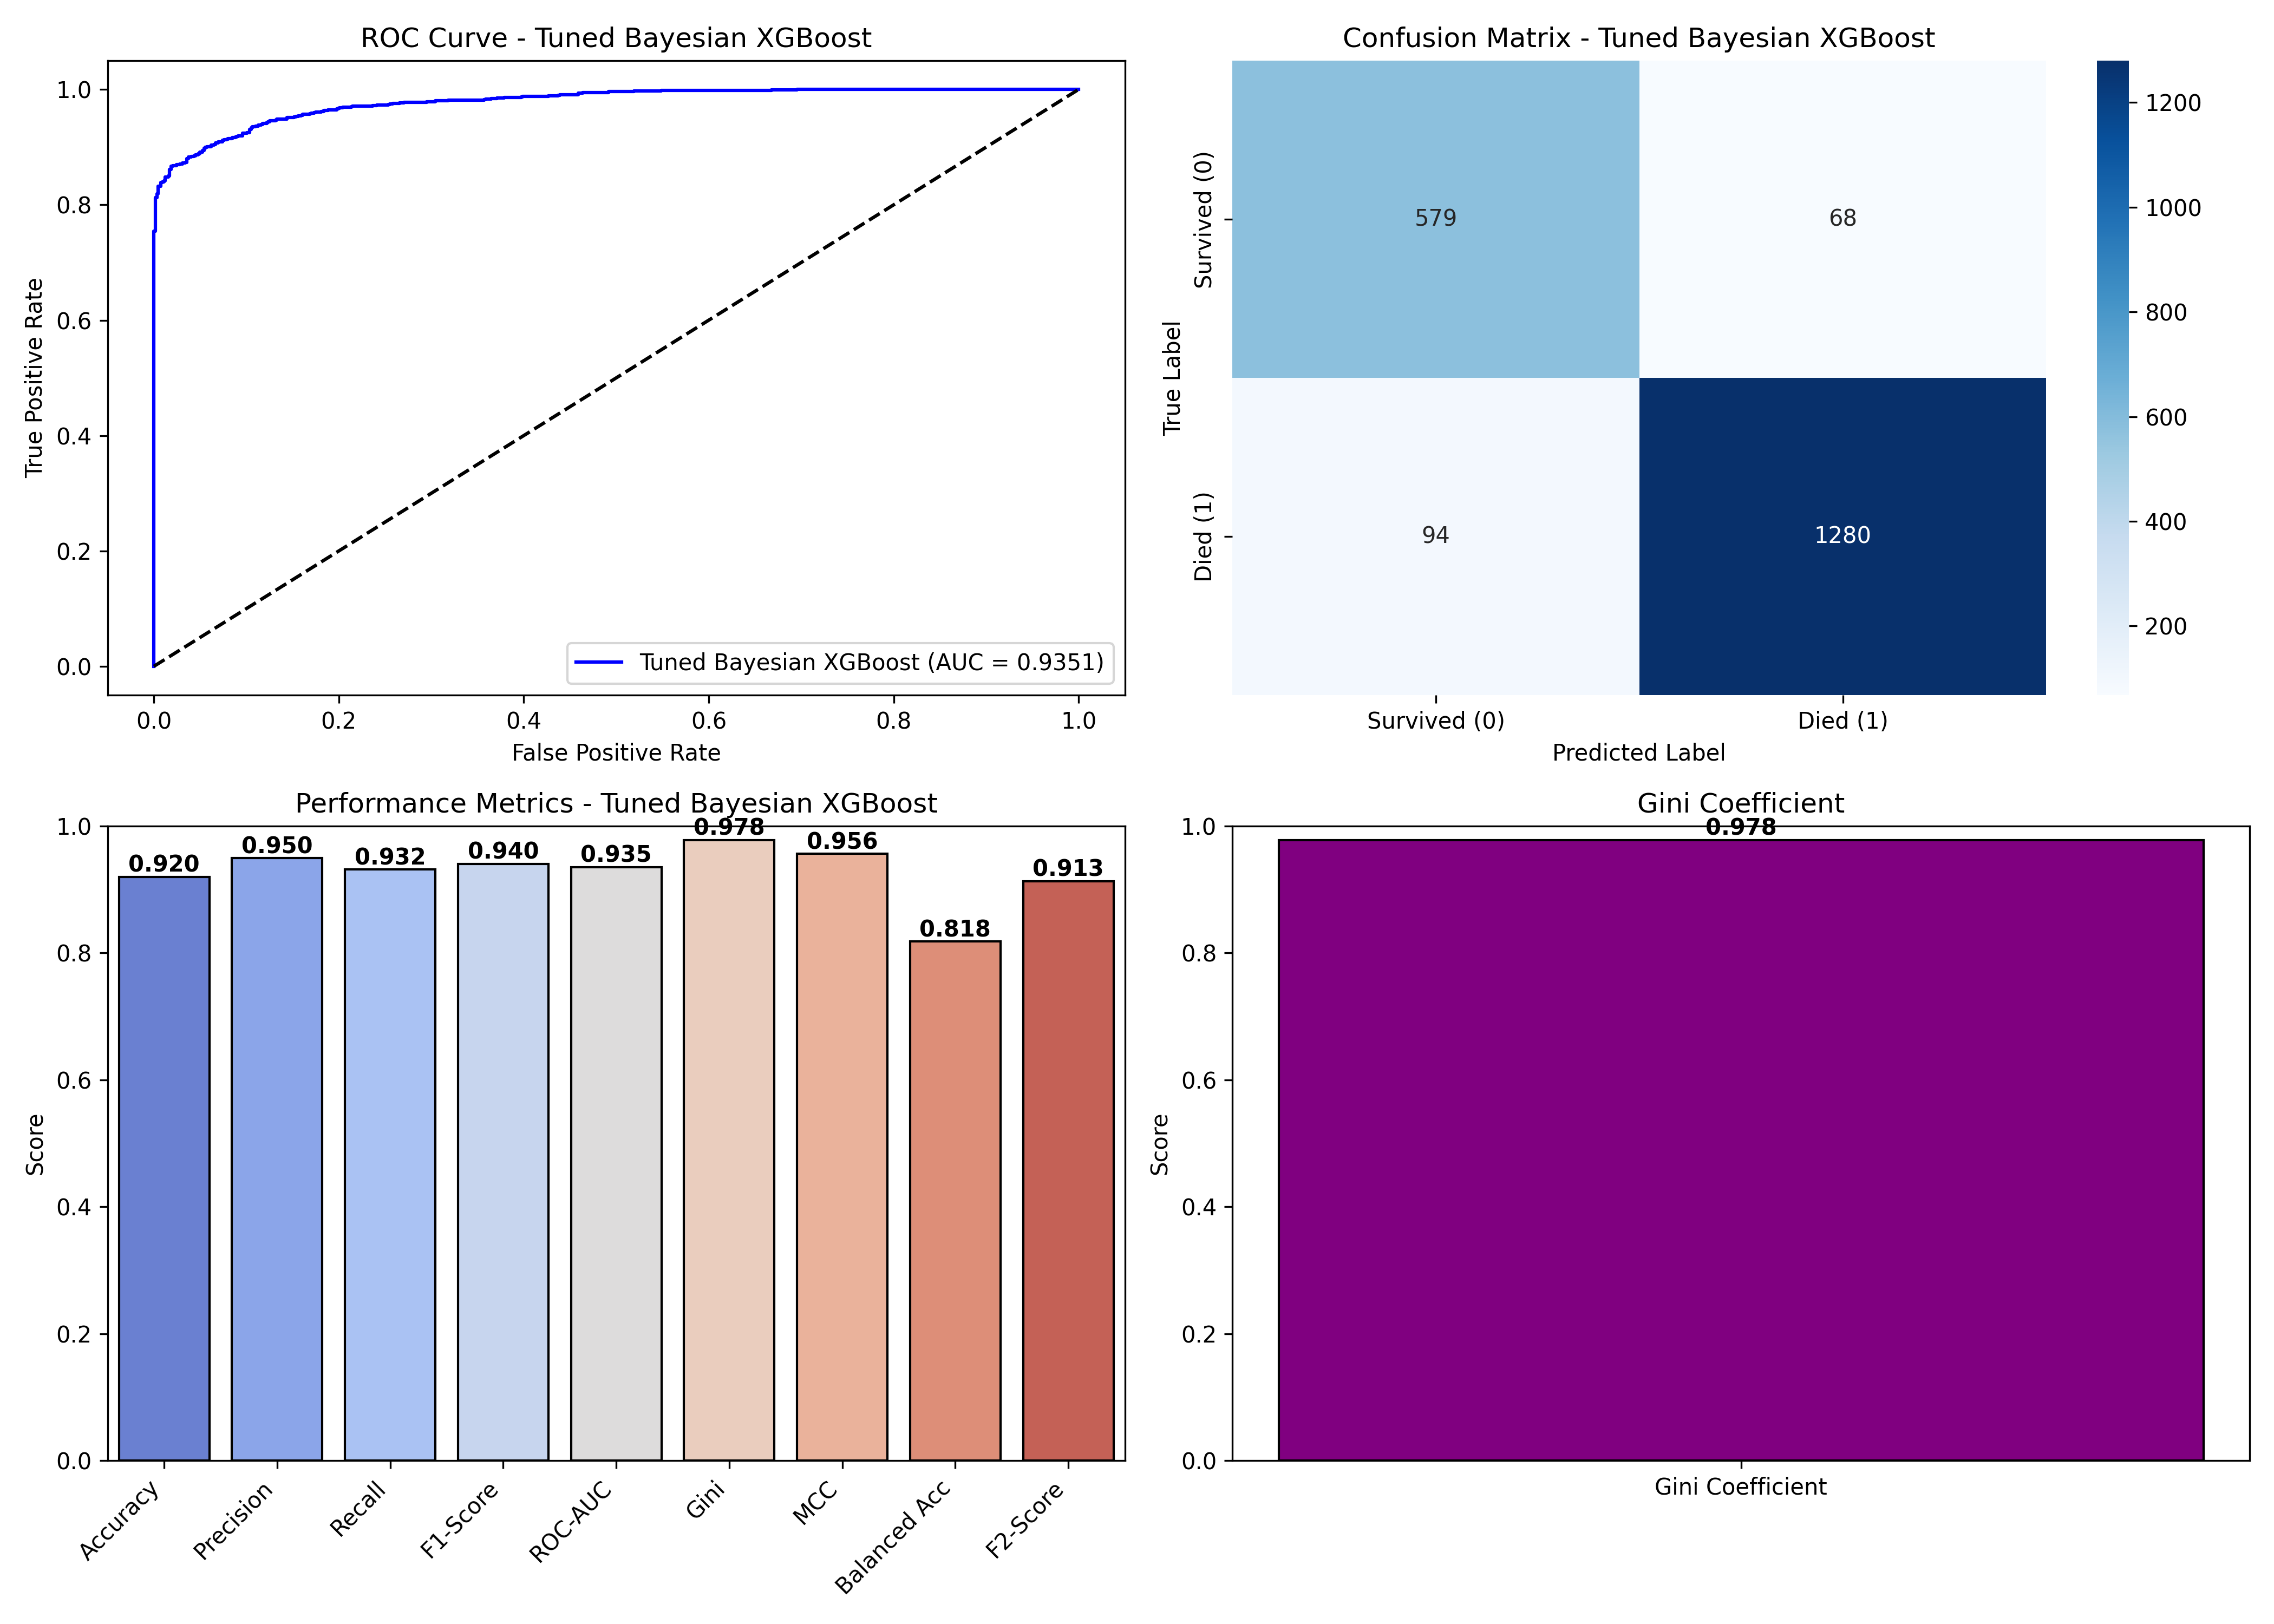 ROC Curve - Tuned Bayesian XGBoost
True Positive Rate
1.0
0.8
0.6
0.4
0.2
0.0
Tuned Bayesian XGBoost (AUC = 0.9351)
0.0 0.2 0.4 0.6 0.8 1.0
False Positive Rate
Confusion Matrix - Tuned Bayesian XGBoost
True Label
Survived (0)
Died (1)
579 68
94 1280
Survived (0) Died (1)
Predicted Label
1200
1000
800
600
400
200
Performance Metrics - Tuned Bayesian XGBoost
Score
1.0
0.8
0.6
0.4
0.2
0.0
0.920 0.950 0.932 0.940 0.935 0.978 0.956 0.818 0.913
Accuracy Precision Recall F1-Score ROC-AUC Gini MCC Balanced Acc F2-Score
Gini Coefficient
Score
1.0
0.8
0.6
0.4
0.2
0.0
0.978
Gini Coefficient